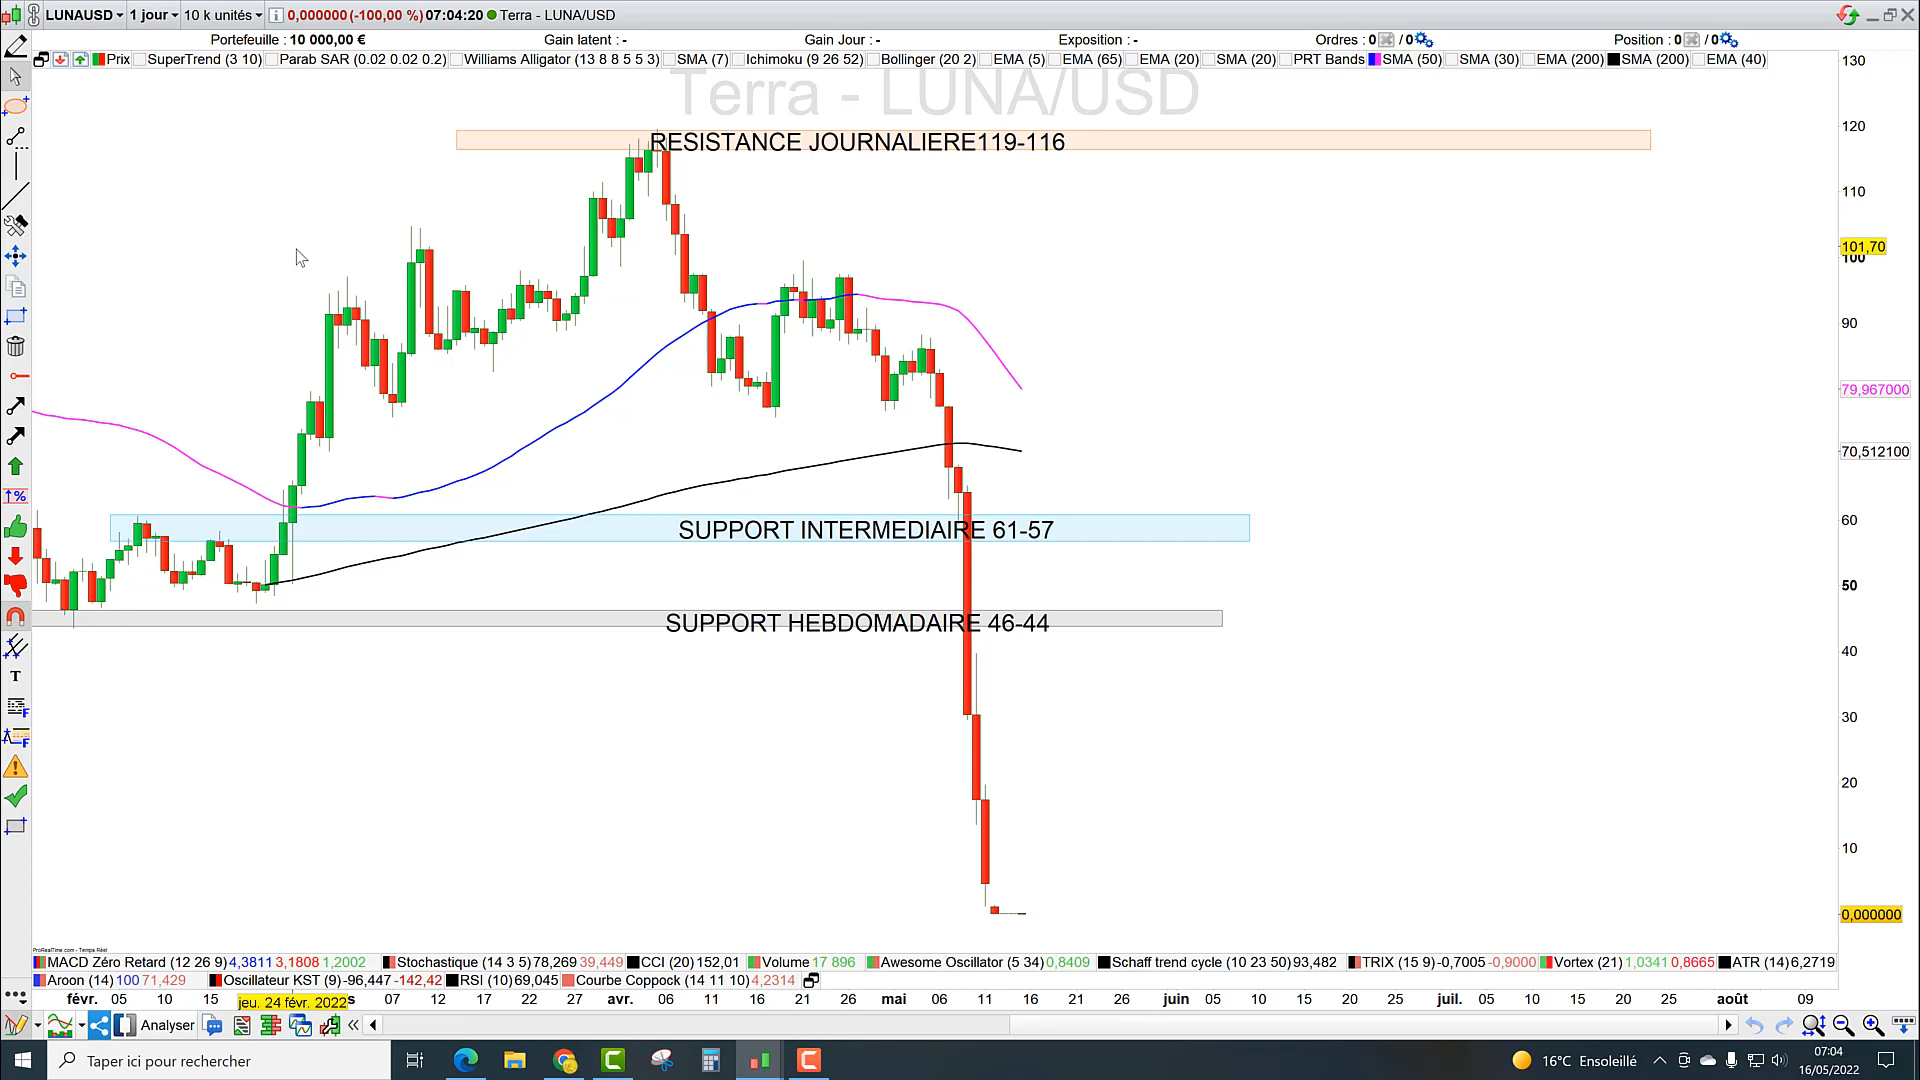 LUNAUSD 1 jour 10 k unités 0,000000 (-100,00 %) 07:04:20 Terra - LUNA/USD
Portefeuille : 10 000,00 € Gain latent : - Gain Jour : - Exposition : - Ordres : 0 / 0 Position : 0 / 0
Prix SuperTrend (3 10) Parab SAR (0.02 0.02 0.2) Williams Alligator (13 8 8 5 5 3) SMA (7) Ichimoku (9 26 52) Bollinger (20 2) EMA (5) EMA (65) EMA (20) SMA (20) PRT Bands SMA (50) SMA (30) EMA (200) SMA (200) EMA (40)
Terra - LUNA/USD
130
120
RESISTANCE JOURNALIERE119-116
110
101,70
100
90
79,967000
70,512100
60
SUPPORT INTERMEDIAIRE 61-57
50
SUPPORT HEBDOMADAIRE 46-44
40
30
20
10
0,000000
ProRealTime.com - Temps Réel
MACD Zéro Retard (12 26 9) 4,3811 3,1808 1,2002 Stochastique (14 3 5) 78,269 39,449 CCI (20) 152,01 Volume 17 896 Awesome Oscillator (5 34) 0,8409 Schaff trend cycle (10 23 50) 93,482 TRIX (15 9) -0,7005 -0,9000 Vortex (21) 1,0341 0,8665 ATR (14) 6,2719
Aroon (14) 100 71,429 Oscillateur KST (9) -96,447 -142,42 RSI (10) 69,045 Courbe Coppock (14 11 10) 4,2314
févr. 05 10 15 jeu. 24 févr. 2022 s 07 12 17 22 27 avr. 06 11 16 21 26 mai 06 11 16 21 26 juin 05 10 15 20 25 juil. 05 10 15 20 25 août 09
Analyser
Taper ici pour rechercher
16°C Ensoleillé
07:04
16/05/2022